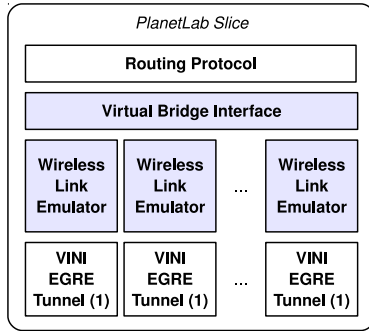 PlanetLab Slice
Routing Protocol
Virtual Bridge Interface
Wireless Link Emulator
Wireless Link Emulator
...
Wireless Link Emulator
VINI EGRE Tunnel (1)
VINI EGRE Tunnel (1)
...
VINI EGRE Tunnel (1)